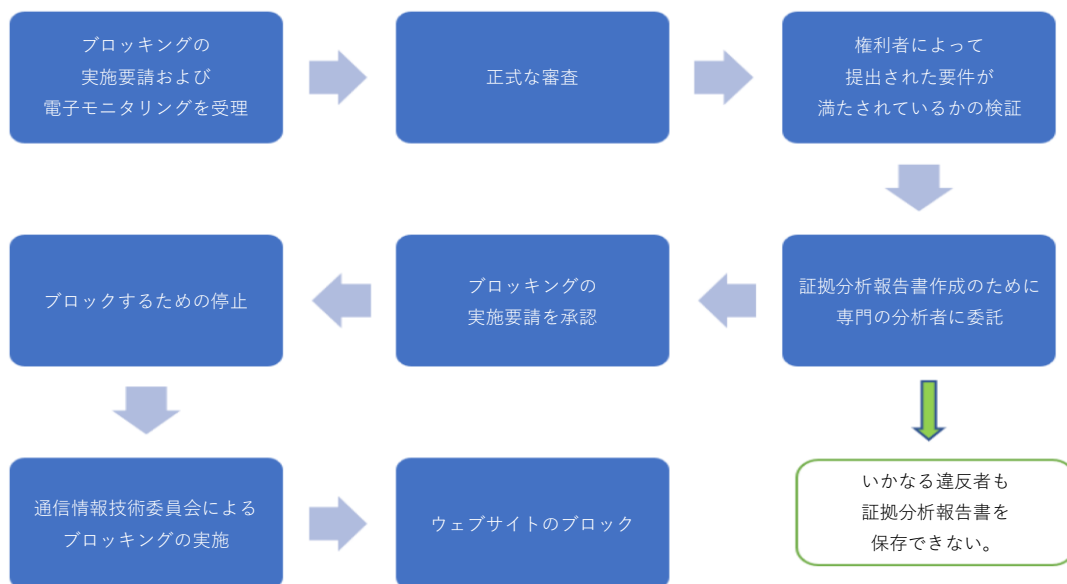 ブロッキングの
実施要請および
電子モニタリングを受理
正式な審査
権利者によって
提出された要件が
満たされているかの検証
証拠分析報告書作成のために
専門の分析者に委託
ブロッキングの
実施要請を承認
ブロックするための停止
通信情報技術委員会による
ブロッキングの実施
ウェブサイトのブロック
いかなる違反者も
証拠分析報告書を
保存できない。